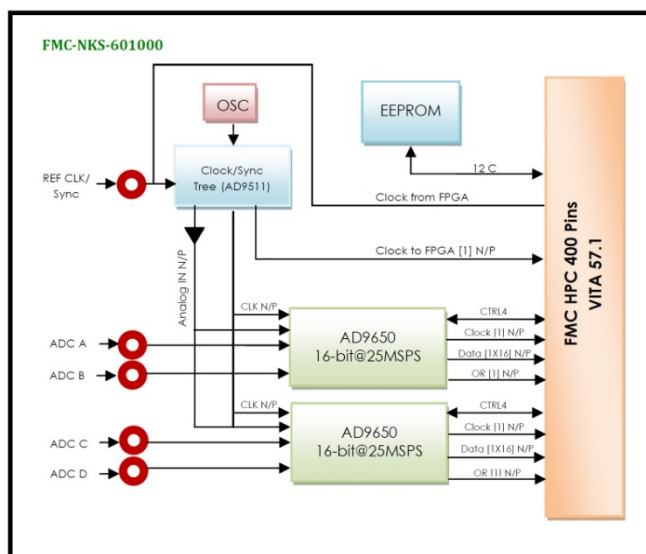 FMC-NKS-601000
OSC
EEPROM
REF CLK/
Sync
Clock/Sync
Tree (AD9511)
12 C
Clock from FPGA
Clock to FPGA [1] N/P
Analog IN N/P
FMC HPC 400 Pins
VITA 57.1
CLK N/P
ADC A
ADC B
AD9650
16-bit@25MSPS
CTRL4
Clock [1] N/P
Data [1X16] N/P
OR [1] N/P
CLK N/P
ADC C
ADC D
AD9650
16-bit@25MSPS
CTRL4
Clock [1] N/P
Data [1X16] N/P
OR [1] N/P